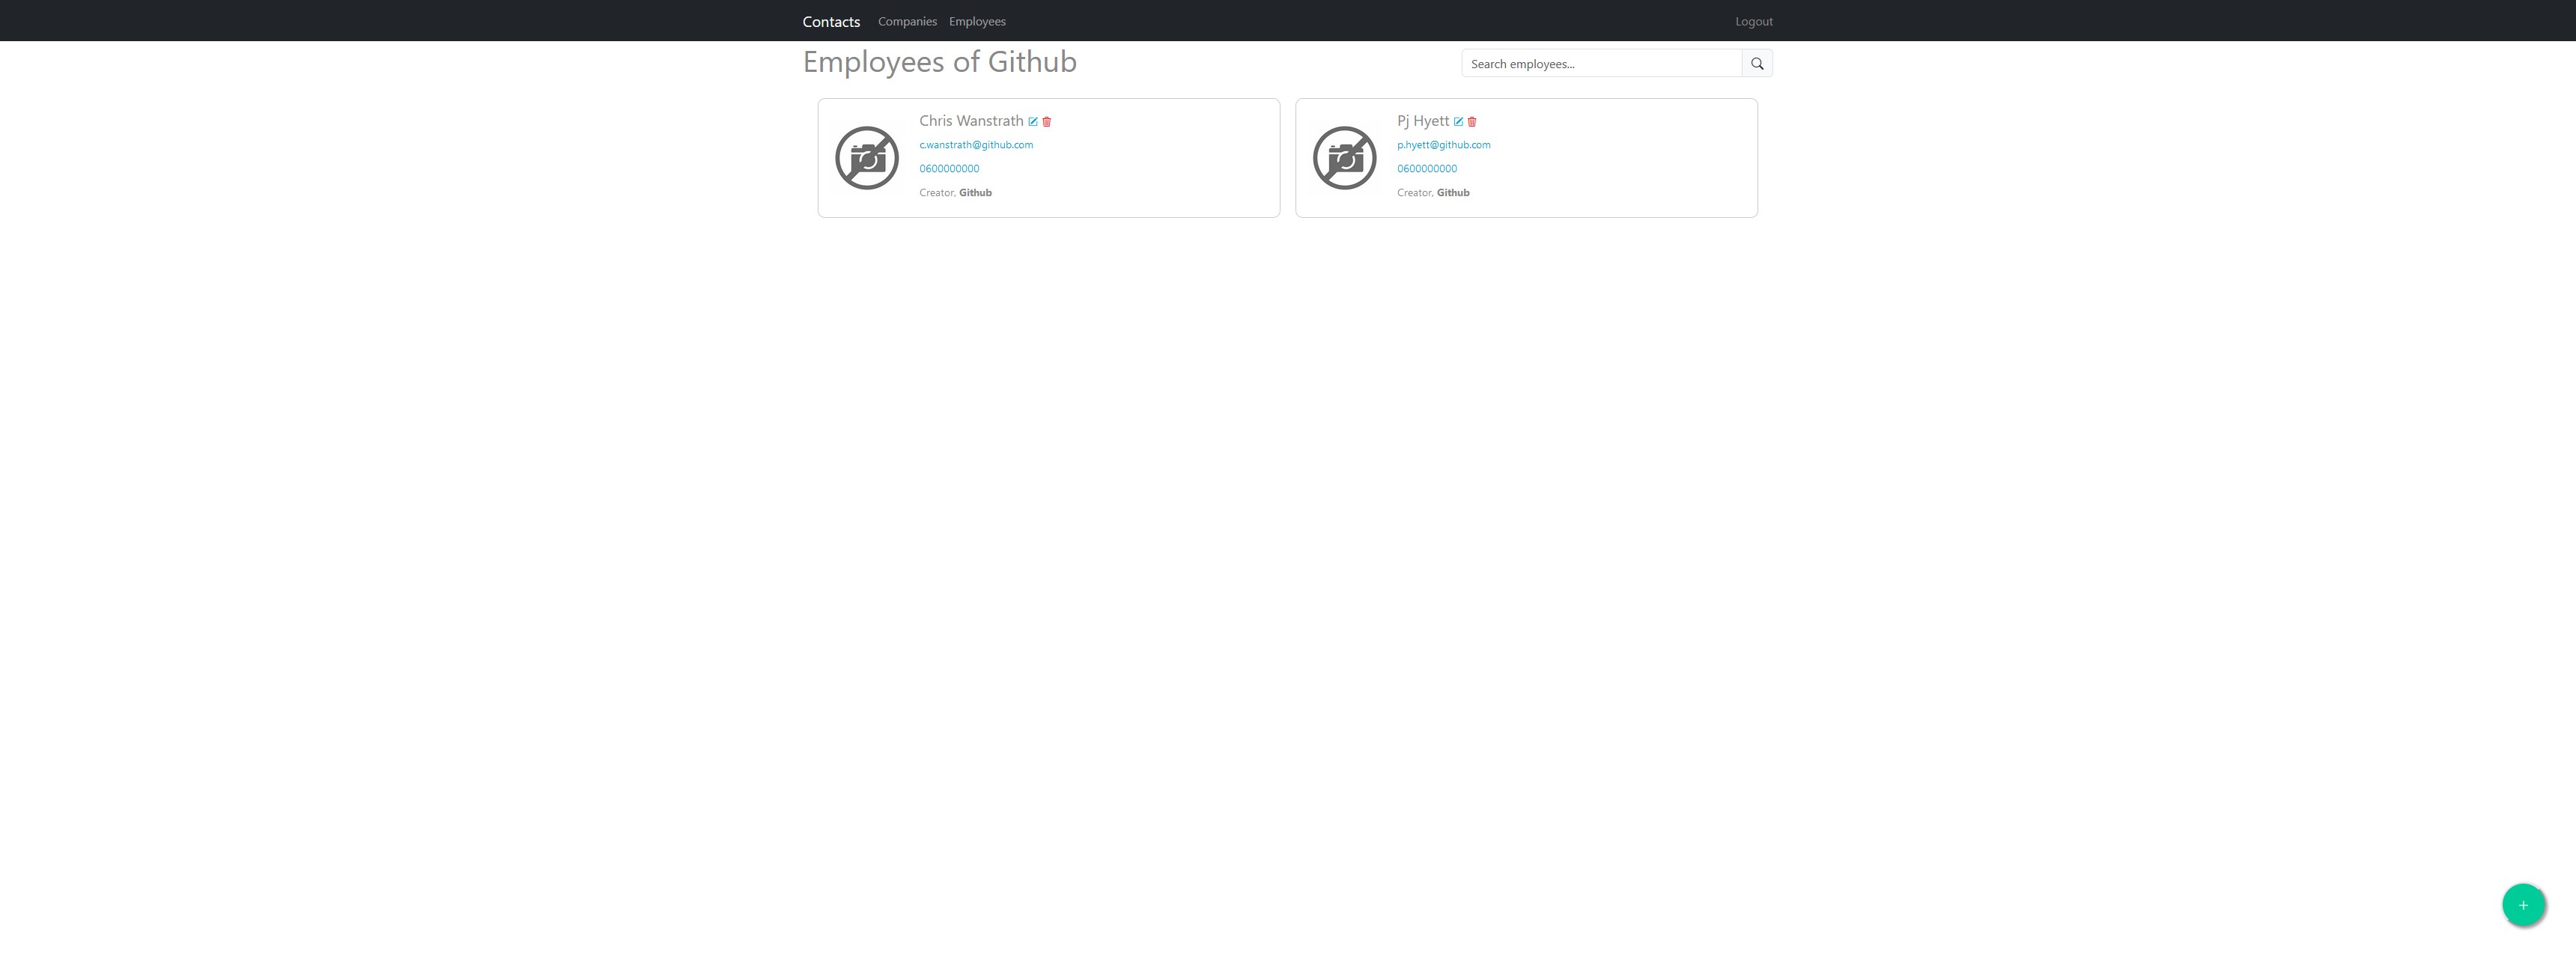 Contacts Companies Employees Logout
Employees of Github
Search employees...
Chris Wanstrath
c.wanstrath@github.com
0600000000
Creator, Github
Pj Hyett
p.hyett@github.com
0600000000
Creator, Github
+